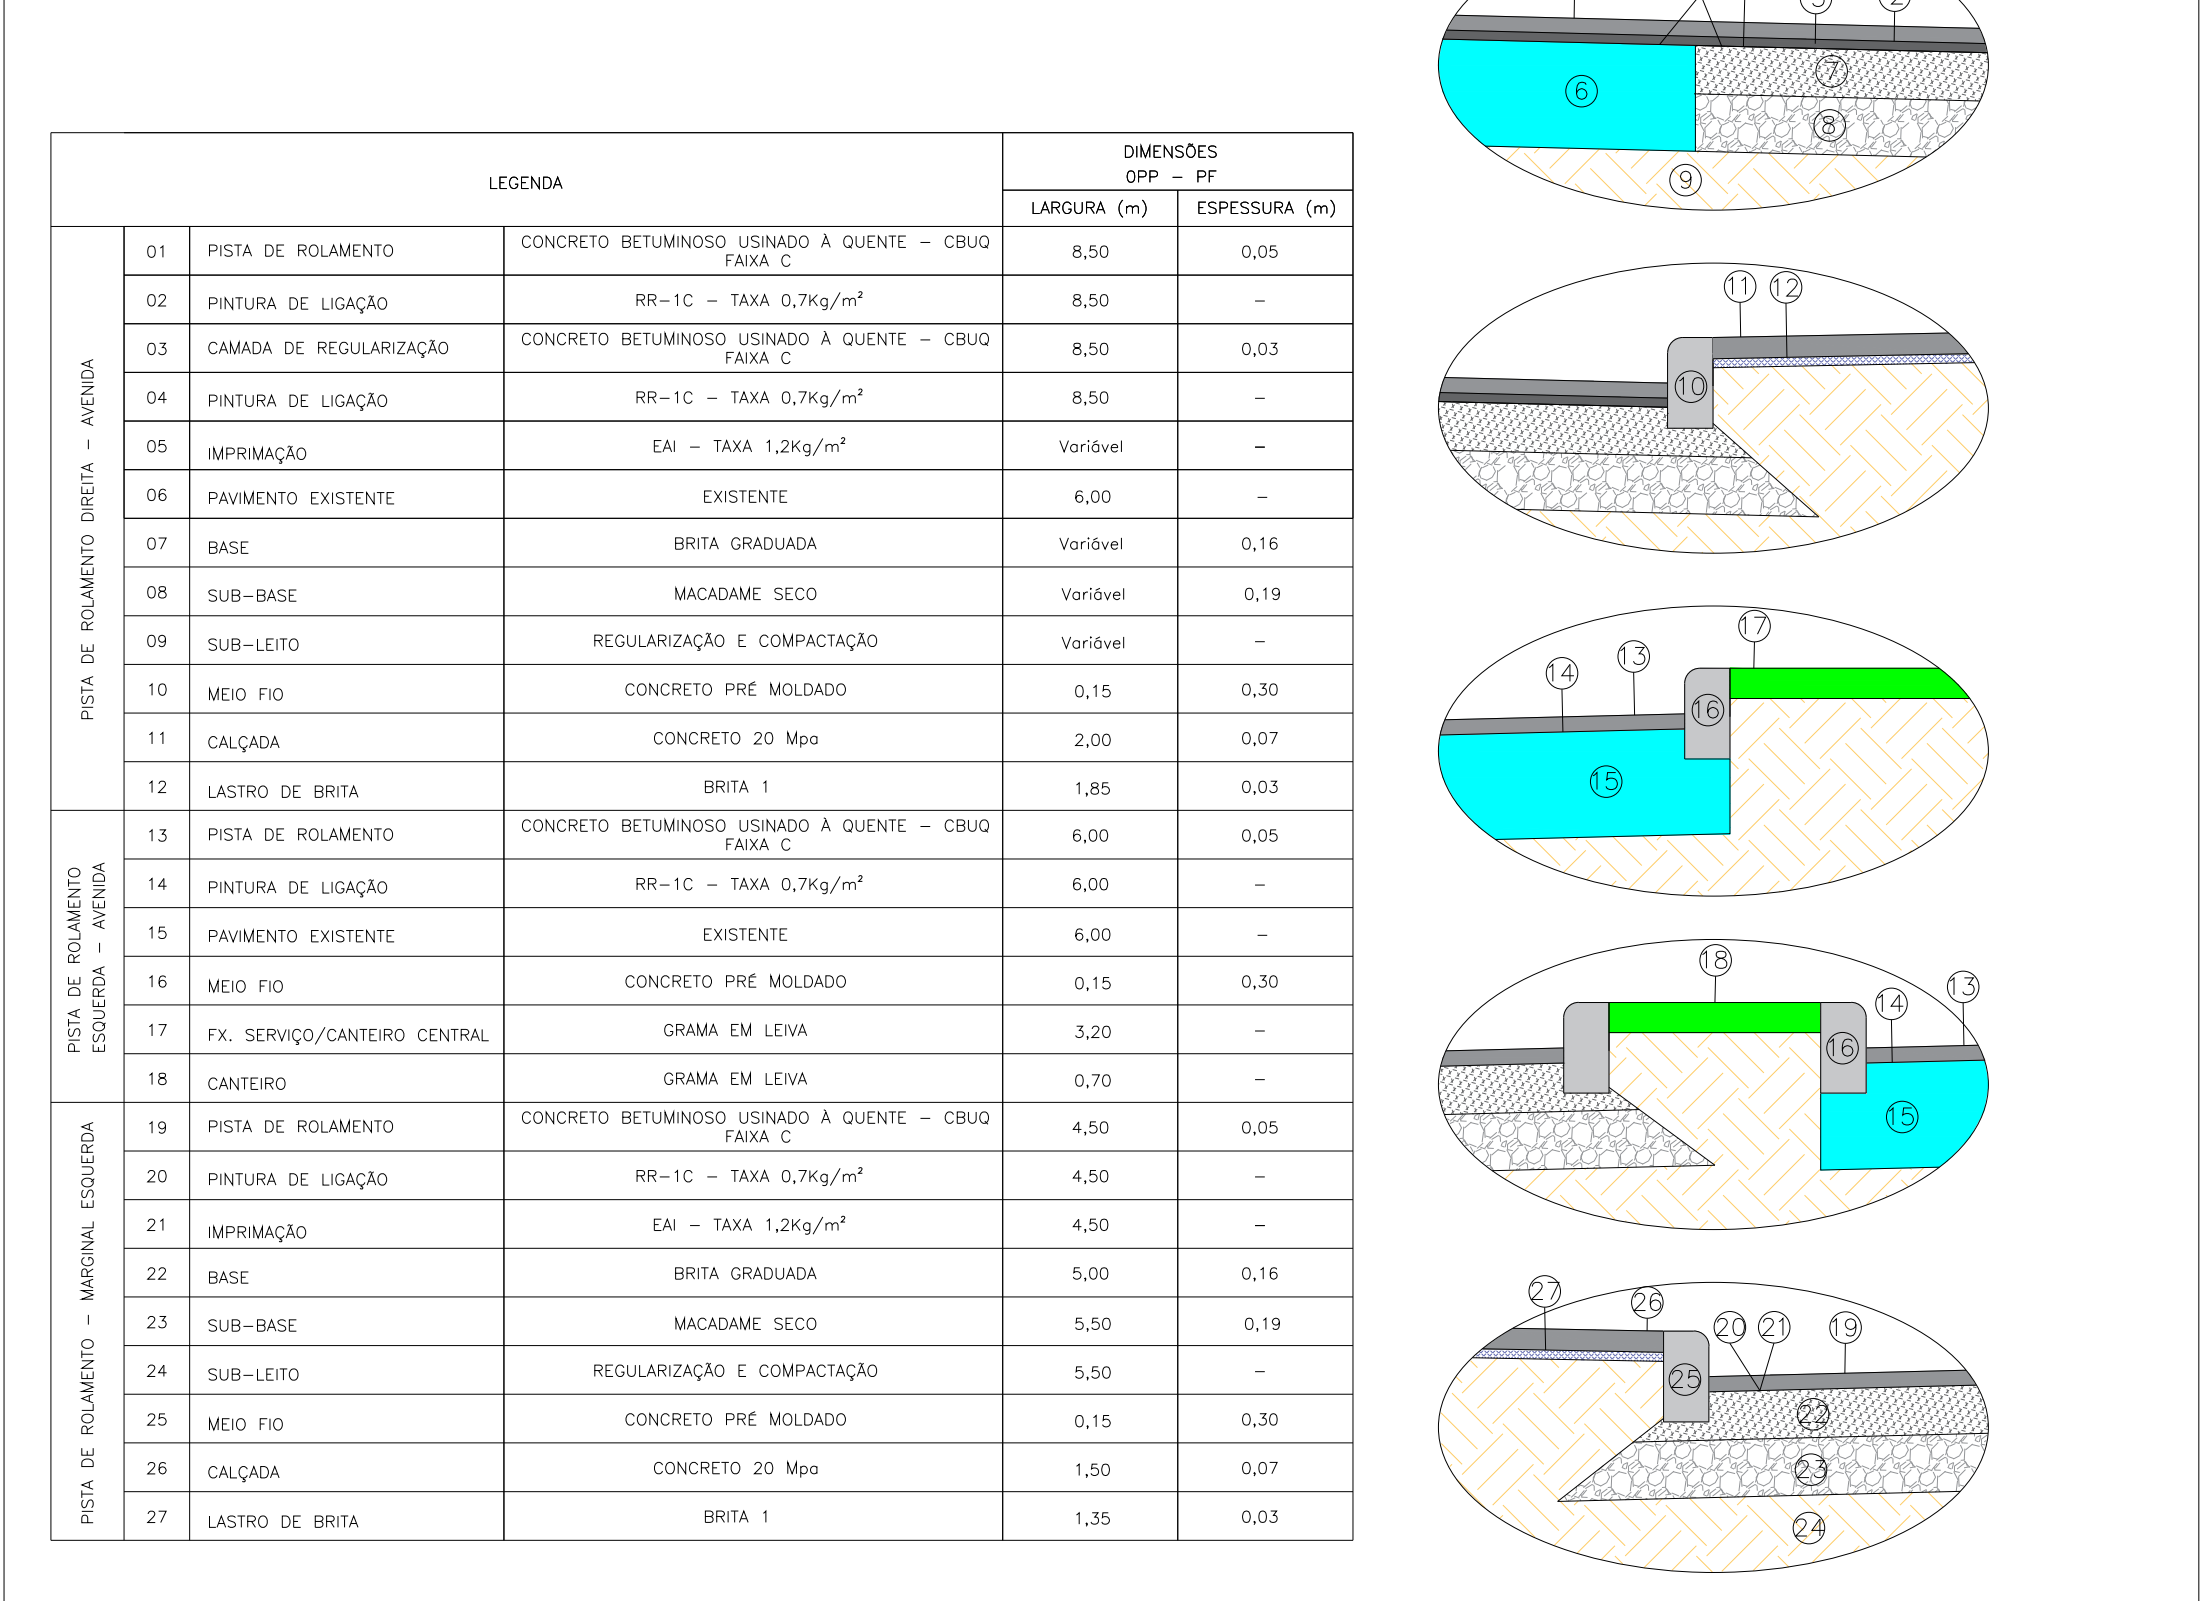 LEGENDA
DIMENSÕES
0PP - PF
LARGURA (m) ESPESSURA (m)
PISTA DE ROLAMENTO DIREITA - AVENIDA
01 PISTA DE ROLAMENTO CONCRETO BETUMINOSO USINADO À QUENTE - CBUQ FAIXA C 8,50 0,05
02 PINTURA DE LIGAÇÃO RR-1C - TAXA 0,7Kg/m² 8,50 -
03 CAMADA DE REGULARIZAÇÃO CONCRETO BETUMINOSO USINADO À QUENTE - CBUQ FAIXA C 8,50 0,03
04 PINTURA DE LIGAÇÃO RR-1C - TAXA 0,7Kg/m² 8,50 -
05 IMPRIMAÇÃO EAI - TAXA 1,2Kg/m² Variável -
06 PAVIMENTO EXISTENTE EXISTENTE 6,00 -
07 BASE BRITA GRADUADA Variável 0,16
08 SUB-BASE MACADAME SECO Variável 0,19
09 SUB-LEITO REGULARIZAÇÃO E COMPACTAÇÃO Variável -
10 MEIO FIO CONCRETO PRÉ MOLDADO 0,15 0,30
11 CALÇADA CONCRETO 20 Mpa 2,00 0,07
12 LASTRO DE BRITA BRITA 1 1,85 0,03
PISTA DE ROLAMENTO
ESQUERDA - AVENIDA
13 PISTA DE ROLAMENTO CONCRETO BETUMINOSO USINADO À QUENTE - CBUQ FAIXA C 6,00 0,05
14 PINTURA DE LIGAÇÃO RR-1C - TAXA 0,7Kg/m² 6,00 -
15 PAVIMENTO EXISTENTE EXISTENTE 6,00 -
16 MEIO FIO CONCRETO PRÉ MOLDADO 0,15 0,30
17 FX. SERVIÇO/CANTEIRO CENTRAL GRAMA EM LEIVA 3,20 -
18 CANTEIRO GRAMA EM LEIVA 0,70 -
PISTA DE ROLAMENTO - MARGINAL ESQUERDA
19 PISTA DE ROLAMENTO CONCRETO BETUMINOSO USINADO À QUENTE - CBUQ FAIXA C 4,50 0,05
20 PINTURA DE LIGAÇÃO RR-1C - TAXA 0,7Kg/m² 4,50 -
21 IMPRIMAÇÃO EAI - TAXA 1,2Kg/m² 4,50 -
22 BASE BRITA GRADUADA 5,00 0,16
23 SUB-BASE MACADAME SECO 5,50 0,19
24 SUB-LEITO REGULARIZAÇÃO E COMPACTAÇÃO 5,50 -
25 MEIO FIO CONCRETO PRÉ MOLDADO 0,15 0,30
26 CALÇADA CONCRETO 20 Mpa 1,50 0,07
27 LASTRO DE BRITA BRITA 1 1,35 0,03
6
7
8
9
11 12
10
17
13
14
16
15
18
13
14
16
15
27
26
20 21 19
25
22
23
24